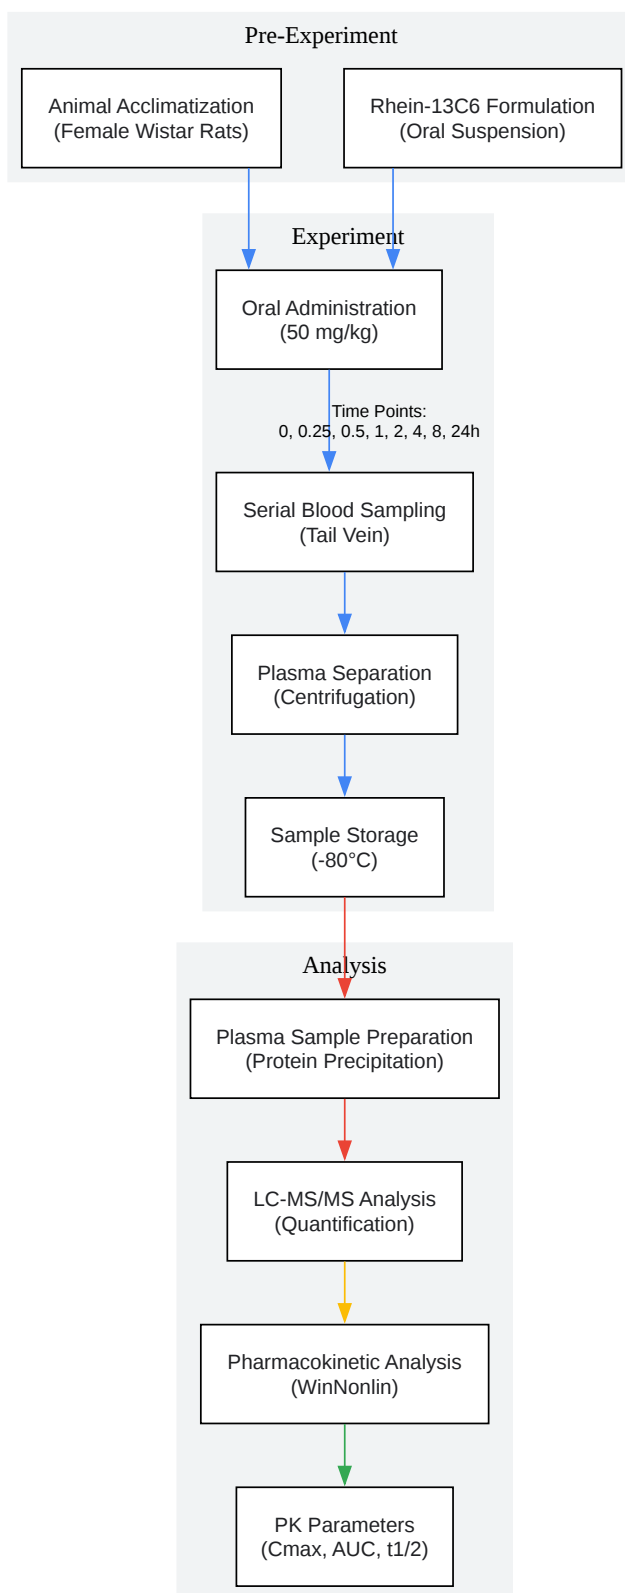 Pre-Experiment
Animal Acclimatization
(Female Wistar Rats)
Rhein-13C6 Formulation
(Oral Suspension)
Experiment
Oral Administration
(50 mg/kg)
Time Points:
0, 0.25, 0.5, 1, 2, 4, 8, 24h
Serial Blood Sampling
(Tail Vein)
Plasma Separation
(Centrifugation)
Sample Storage
(-80°C)
Analysis
Plasma Sample Preparation
(Protein Precipitation)
LC-MS/MS Analysis
(Quantification)
Pharmacokinetic Analysis
(WinNonlin)
PK Parameters
(Cmax, AUC, t1/2)